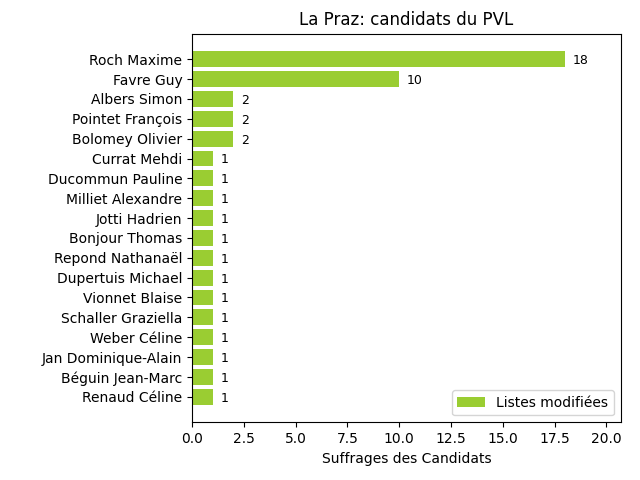 La Praz: candidats du PVL
Roch Maxime 18
Favre Guy 10
Albers Simon 2
Pointet François 2
Bolomey Olivier 2
Currat Mehdi 1
Ducommun Pauline 1
Milliet Alexandre 1
Jotti Hadrien 1
Bonjour Thomas 1
Repond Nathanaël 1
Dupertuis Michael 1
Vionnet Blaise 1
Schaller Graziella 1
Weber Céline 1
Jan Dominique-Alain 1
Béguin Jean-Marc 1
Renaud Céline 1
Listes modifiées
0.0 2.5 5.0 7.5 10.0 12.5 15.0 17.5 20.0
Suffrages des Candidats